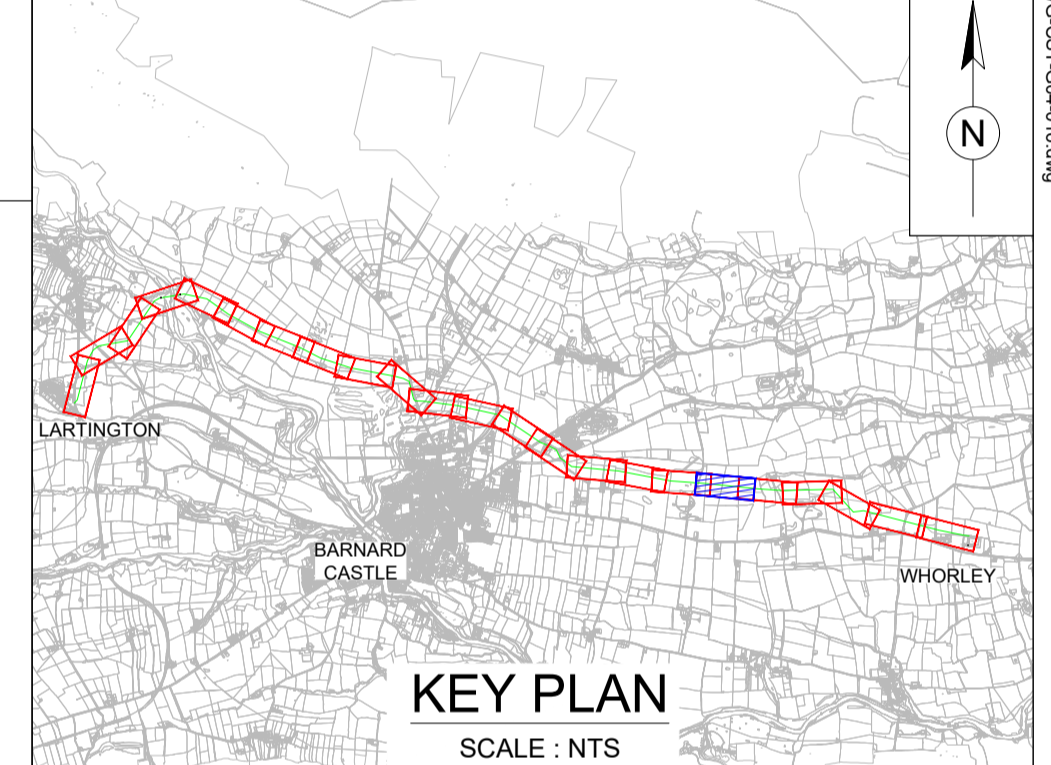 N
LARTINGTON
BARNARD
CASTLE
WHORLEY
KEY PLAN
SCALE : NTS